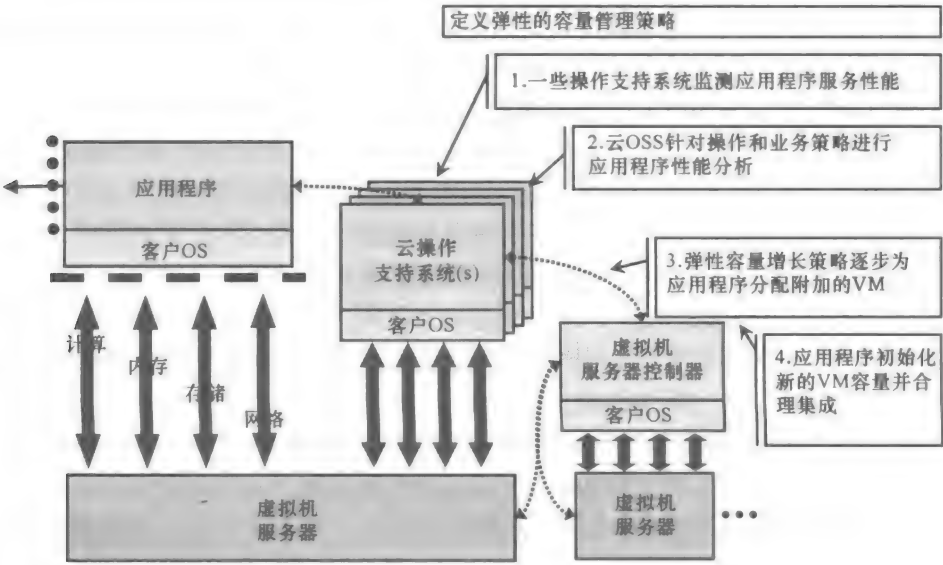 定义弹性的容量管理策略
1.一些操作支持系统监测应用程序服务性能
2.云OSS针对操作和业务策略进行
应用程序性能分析
应用程序
客户OS
云操作
支持系统(s)
客户OS
3.弹性容量增长策略逐步为
应用程序分配附加的VM
虚拟机
服务器控制器
客户OS
4.应用程序初始化
新的VM容量并合
理集成
计算
内存
存储
网络
虚拟机
服务器
虚拟机
服务器